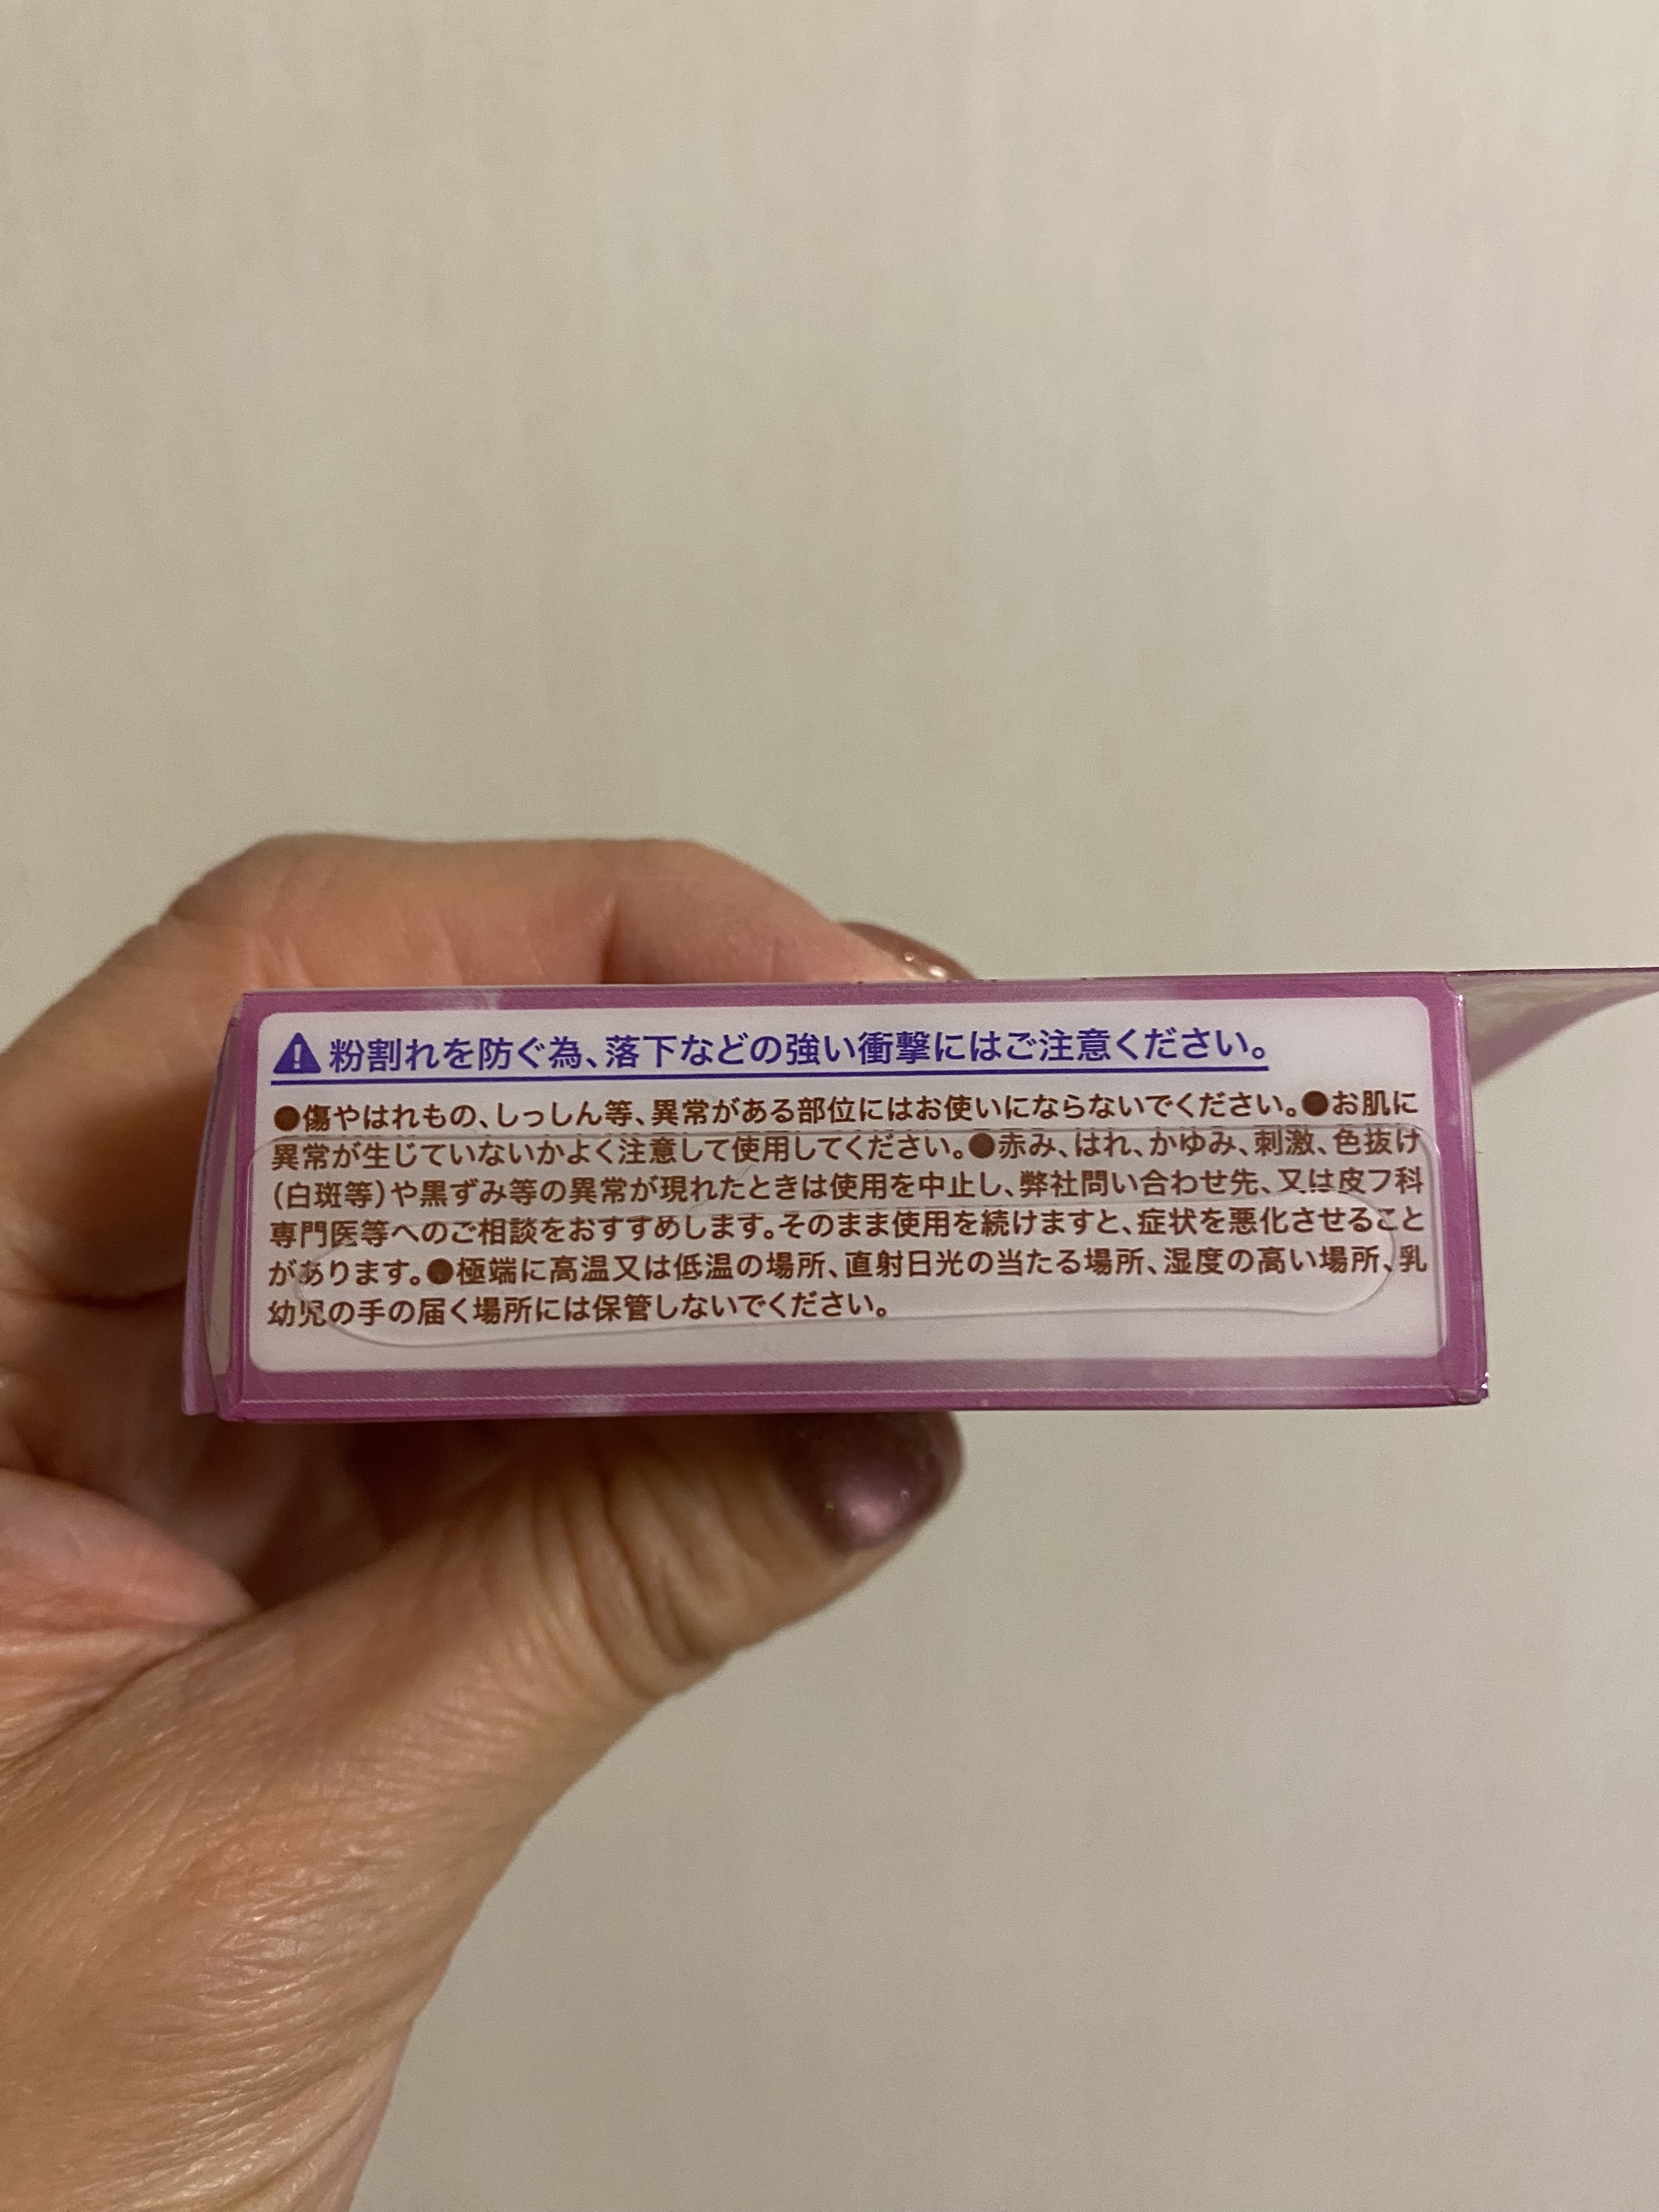 粉割れを防ぐ為、落下などの強い衝撃にはご注意ください。
●傷やはれもの、しっしん等、異常がある部位にはお使いにならないでください。●お肌に
異常が生じていないかよく注意して使用してください。●赤み、はれ、かゆみ、刺激、色抜け
(白斑等)や黒ずみ等の異常が現れたときは使用を中止し、弊社問い合わせ先、又は皮フ科
専門医等へのご相談をおすすめします。そのまま使用を続けますと、症状を悪化させること
があります。●極端に高温又は低温の場所、直射日光の当たる場所、湿度の高い場所、乳
幼児の手の届く場所には保管しないでください。